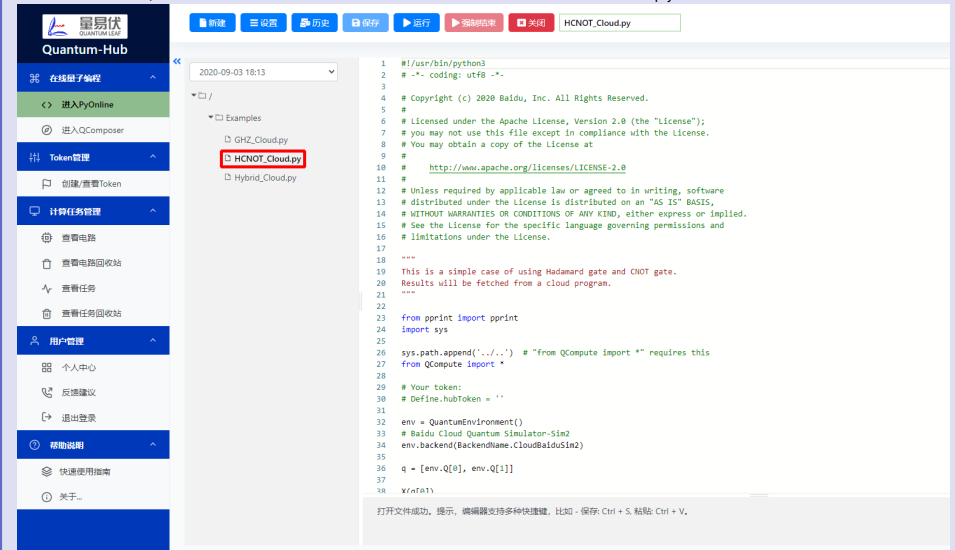 量易伏
QUANTUM LEAF
Quantum-Hub
新建
设置
历史
保存
运行
强制结束
关闭
HCNOT_Cloud.py
在线量子编程
进入PyOnline
进入QComposer
Token管理
创建/查看Token
计算任务管理
查看电路
查看电路回收站
查看任务
查看任务回收站
用户管理
个人中心
反馈建议
退出登录
帮助说明
快速使用指南
关于...
2020-09-03 18:13
/
Examples
GHZ_Cloud.py
HCNOT_Cloud.py
Hybrid_Cloud.py
1 #!/usr/bin/python3
2 # -*- coding: utf8 -*-
3
4 # Copyright (c) 2020 Baidu, Inc. All Rights Reserved.
5 #
6 # Licensed under the Apache License, Version 2.0 (the "License");
7 # you may not use this file except in compliance with the License.
8 # You may obtain a copy of the License at
9 #
10 #     http://www.apache.org/licenses/LICENSE-2.0
11 #
12 # Unless required by applicable law or agreed to in writing, software
13 # distributed under the License is distributed on an "AS IS" BASIS,
14 # WITHOUT WARRANTIES OR CONDITIONS OF ANY KIND, either express or implied.
15 # See the License for the specific language governing permissions and
16 # limitations under the License.
17
18 """
19 This is a simple case of using Hadamard gate and CNOT gate.
20 Results will be fetched from a cloud program.
21 """
22
23 from pprint import pprint
24 import sys
25
26 sys.path.append('../..')  # "from QCompute import *" requires this
27 from QCompute import *
28
29 # Your token:
30 # Define.hubToken = ''
31
32 env = QuantumEnvironment()
33 # Baidu Cloud Quantum Simulator-Sim2
34 env.backend(BackendName.CloudBaiduSim2)
35
36 q = [env.Q[0], env.Q[1]]
37
38 X(q[0])
打开文件成功。提示，编辑器支持多种快捷键，比如 - 保存: Ctrl + S, 粘贴: Ctrl + V。